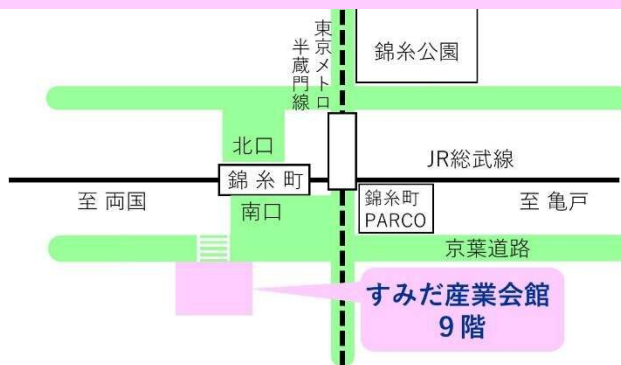 東京メトロ
半蔵門線
錦糸公園
北口
JR総武線
錦糸町
至 両国
南口
錦糸町
PARCO
至 亀戸
京葉道路
すみだ産業会館
9階